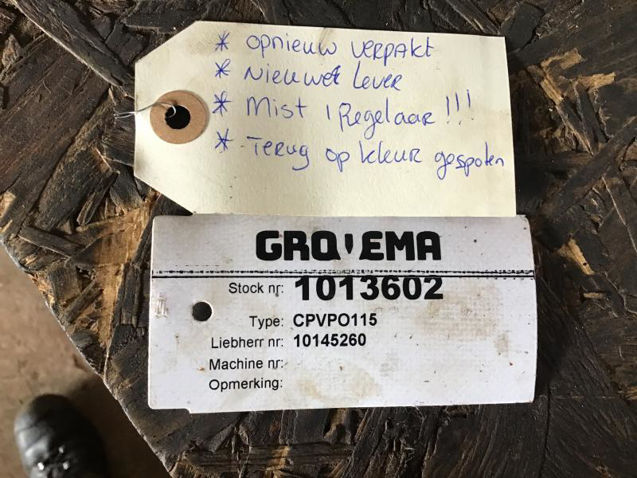 * opnieuw verpakt
* Nieuwe lever
* Mist 1 Regelaar !!!
* Terug op kleur gespoten
Stock nr: 1013602
Type: CPVPO115
Liebherr nr: 10145260
Machine nr:
Opmerking: